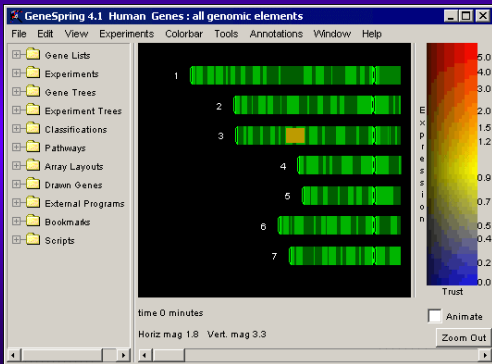 GeneSpring 4.1 Human Genes : all genomic elements
File Edit View Experiments Colorbar Tools Annotations Window Help
Gene Lists
Experiments
Gene Trees
Experiment Trees
Classifications
Pathways
Array Layouts
Drawn Genes
External Programs
Bookmarks
Scripts
1
2
3
4
5
6
7
Expression
5.0
4.0
3.0
2.0
1.5
1.2
0.9
0.7
0.5
0.4
0.2
0.0
Trust
time 0 minutes
Horiz mag 1.8 Vert. mag 3.3
Animate
Zoom Out